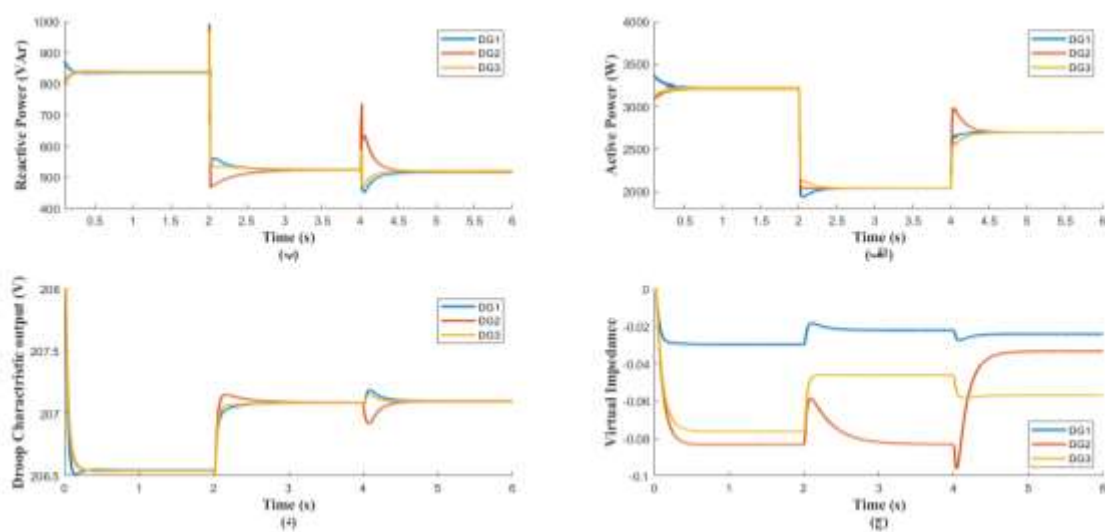 Reactive Power (VAr)
1000
900
800
700
600
500
400
0.5 1 1.5 2 2.5 3 3.5 4 4.5 5 5.5 6
Time (s)
(ب)
DG1
DG2
DG3
Active Power (W)
4000
3500
3000
2500
2000
0.5 1 1.5 2 2.5 3 3.5 4 4.5 5 5.5 6
Time (s)
(الف)
DG1
DG2
DG3
Droop Charactristic output (V)
208
207.5
207
206.5
0 1 2 3 4 5 6
Time (s)
(د)
DG1
DG2
DG3
Virtual Impedance
0
-0.02
-0.04
-0.06
-0.08
-0.1
0 1 2 3 4 5 6
Time (s)
(ج)
DG1
DG2
DG3